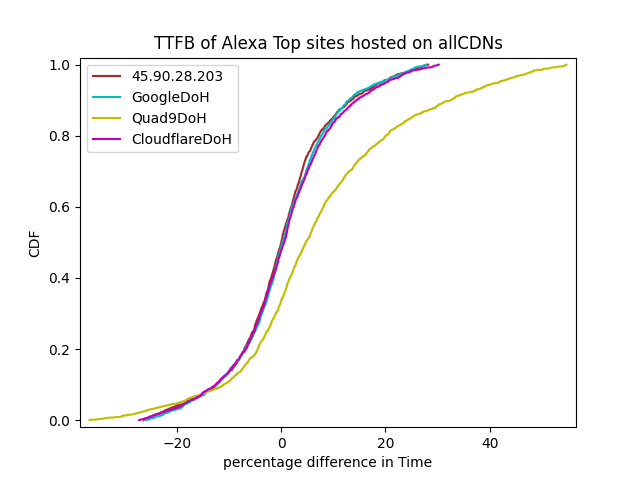 TTFB of Alexa Top sites hosted on allCDNs
45.90.28.203
GoogleDoH
Quad9DoH
CloudflareDoH
CDF
1.0
0.8
0.6
0.4
0.2
0.0
−20
0
20
40
percentage difference in Time